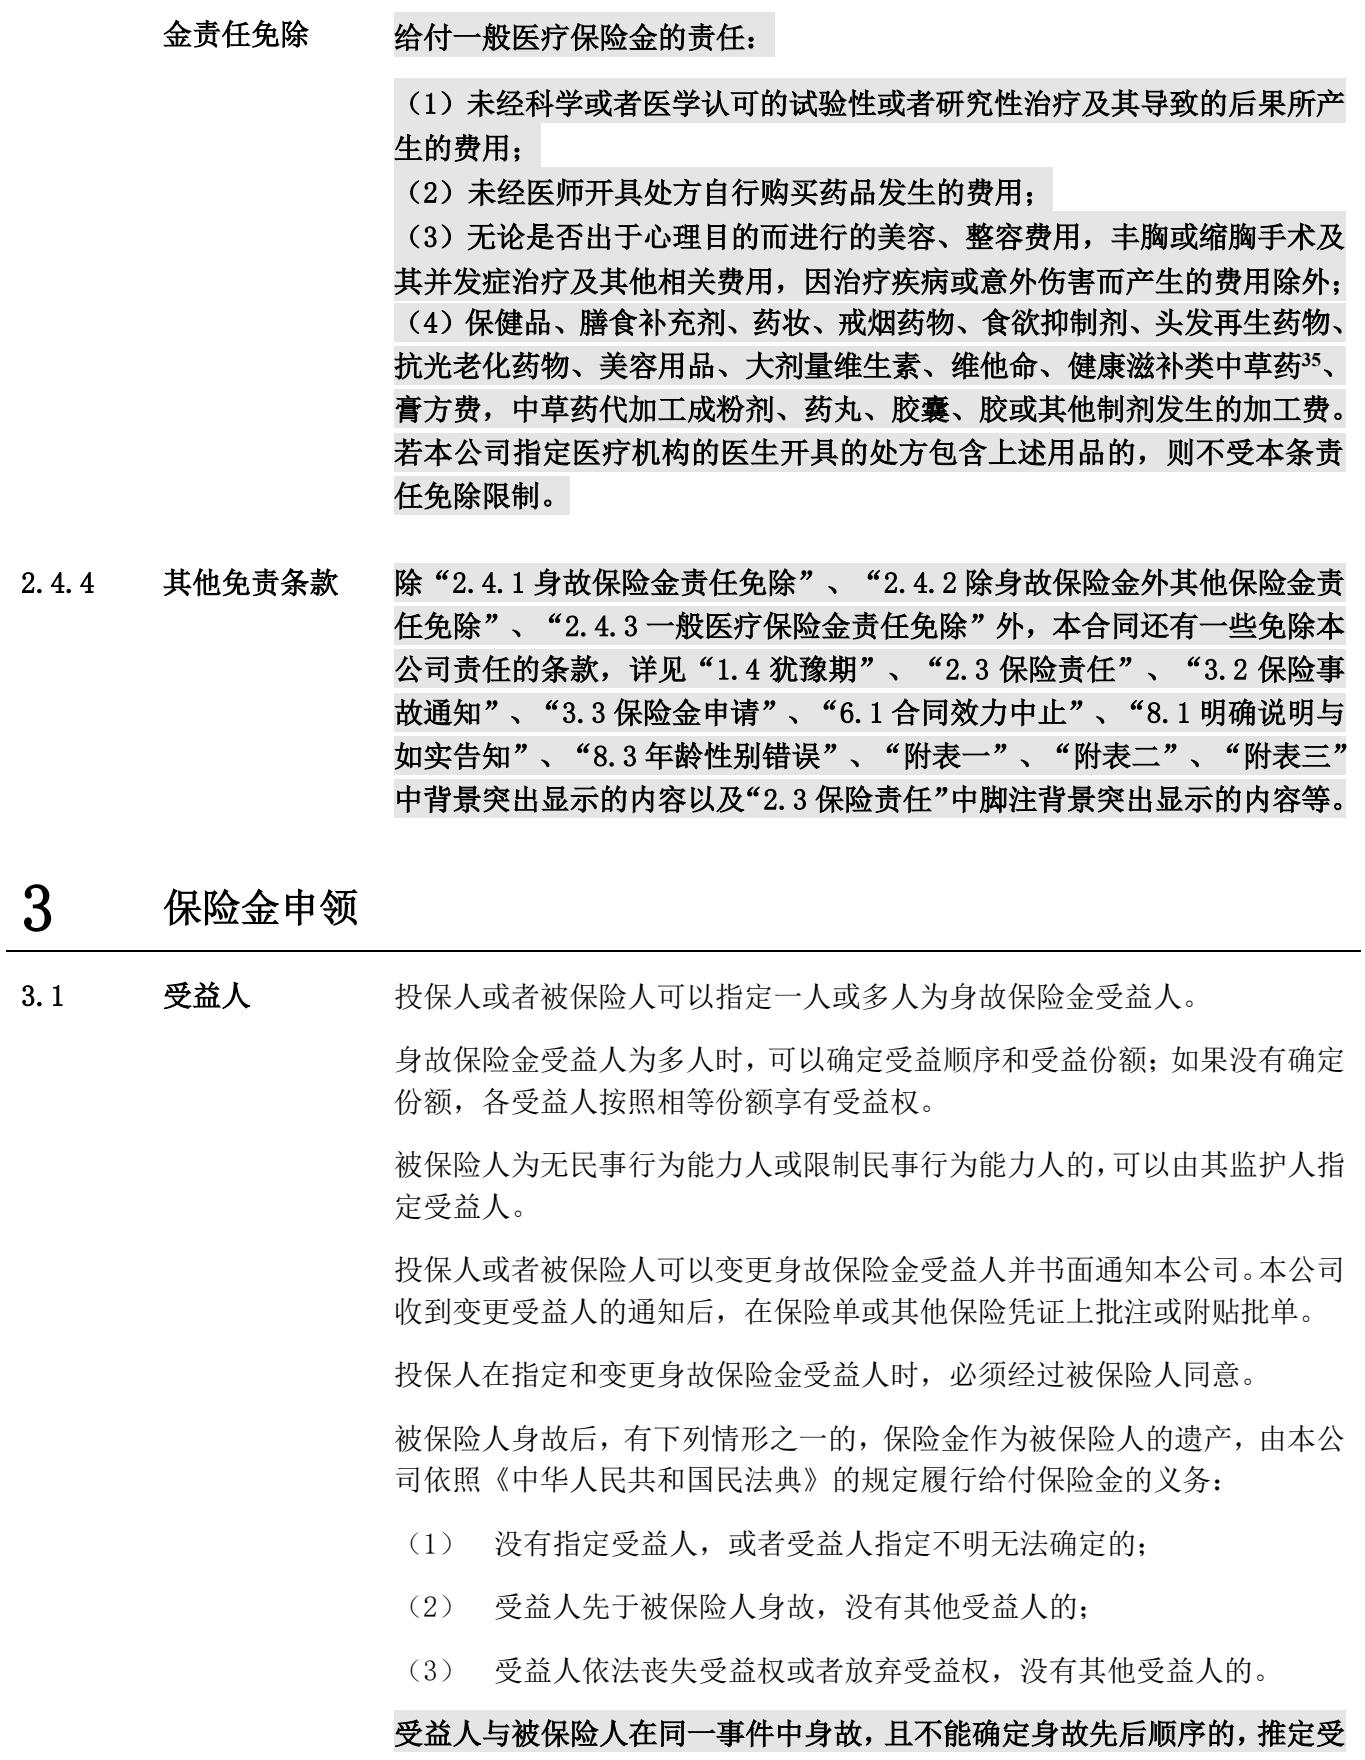 金责任免除 给付一般医疗保险金的责任：
（1）未经科学或者医学认可的试验性或者研究性治疗及其导致的后果所产
生的费用；
（2）未经医师开具处方自行购买药品发生的费用；
（3）无论是否出于心理目的而进行的美容、整容费用，丰胸或缩胸手术及
其并发症治疗及其他相关费用，因治疗疾病或意外伤害而产生的费用除外；
（4）保健品、膳食补充剂、药妆、戒烟药物、食欲抑制剂、头发再生药物、
抗光老化药物、美容用品、大剂量维生素、维他命、健康滋补类中草药35、
膏方费，中草药代加工成粉剂、药丸、胶囊、胶或其他制剂发生的加工费。
若本公司指定医疗机构的医生开具的处方包含上述用品的，则不受本条责
任免除限制。
2.4.4 其他免责条款 除“2.4.1 身故保险金责任免除”、“2.4.2 除身故保险金外其他保险金责
任免除”、“2.4.3 一般医疗保险金责任免除”外，本合同还有一些免除本
公司责任的条款，详见“1.4 犹豫期”、“2.3 保险责任”、“3.2 保险事
故通知”、“3.3 保险金申请”、“6.1 合同效力中止”、“8.1 明确说明与
如实告知”、“8.3 年龄性别错误”、“附表一”、“附表二”、“附表三”
中背景突出显示的内容以及“2.3 保险责任”中脚注背景突出显示的内容等。
3 保险金申领
3.1 受益人 投保人或者被保险人可以指定一人或多人为身故保险金受益人。
身故保险金受益人为多人时，可以确定受益顺序和受益份额；如果没有确定
份额，各受益人按照相等份额享有受益权。
被保险人为无民事行为能力人或限制民事行为能力人的，可以由其监护人指
定受益人。
投保人或者被保险人可以变更身故保险金受益人并书面通知本公司。本公司
收到变更受益人的通知后，在保险单或其他保险凭证上批注或附贴批单。
投保人在指定和变更身故保险金受益人时，必须经过被保险人同意。
被保险人身故后，有下列情形之一的，保险金作为被保险人的遗产，由本公
司依照《中华人民共和国民法典》的规定履行给付保险金的义务：
（1） 没有指定受益人，或者受益人指定不明无法确定的；
（2） 受益人先于被保险人身故，没有其他受益人的；
（3） 受益人依法丧失受益权或者放弃受益权，没有其他受益人的。
受益人与被保险人在同一事件中身故，且不能确定身故先后顺序的，推定受